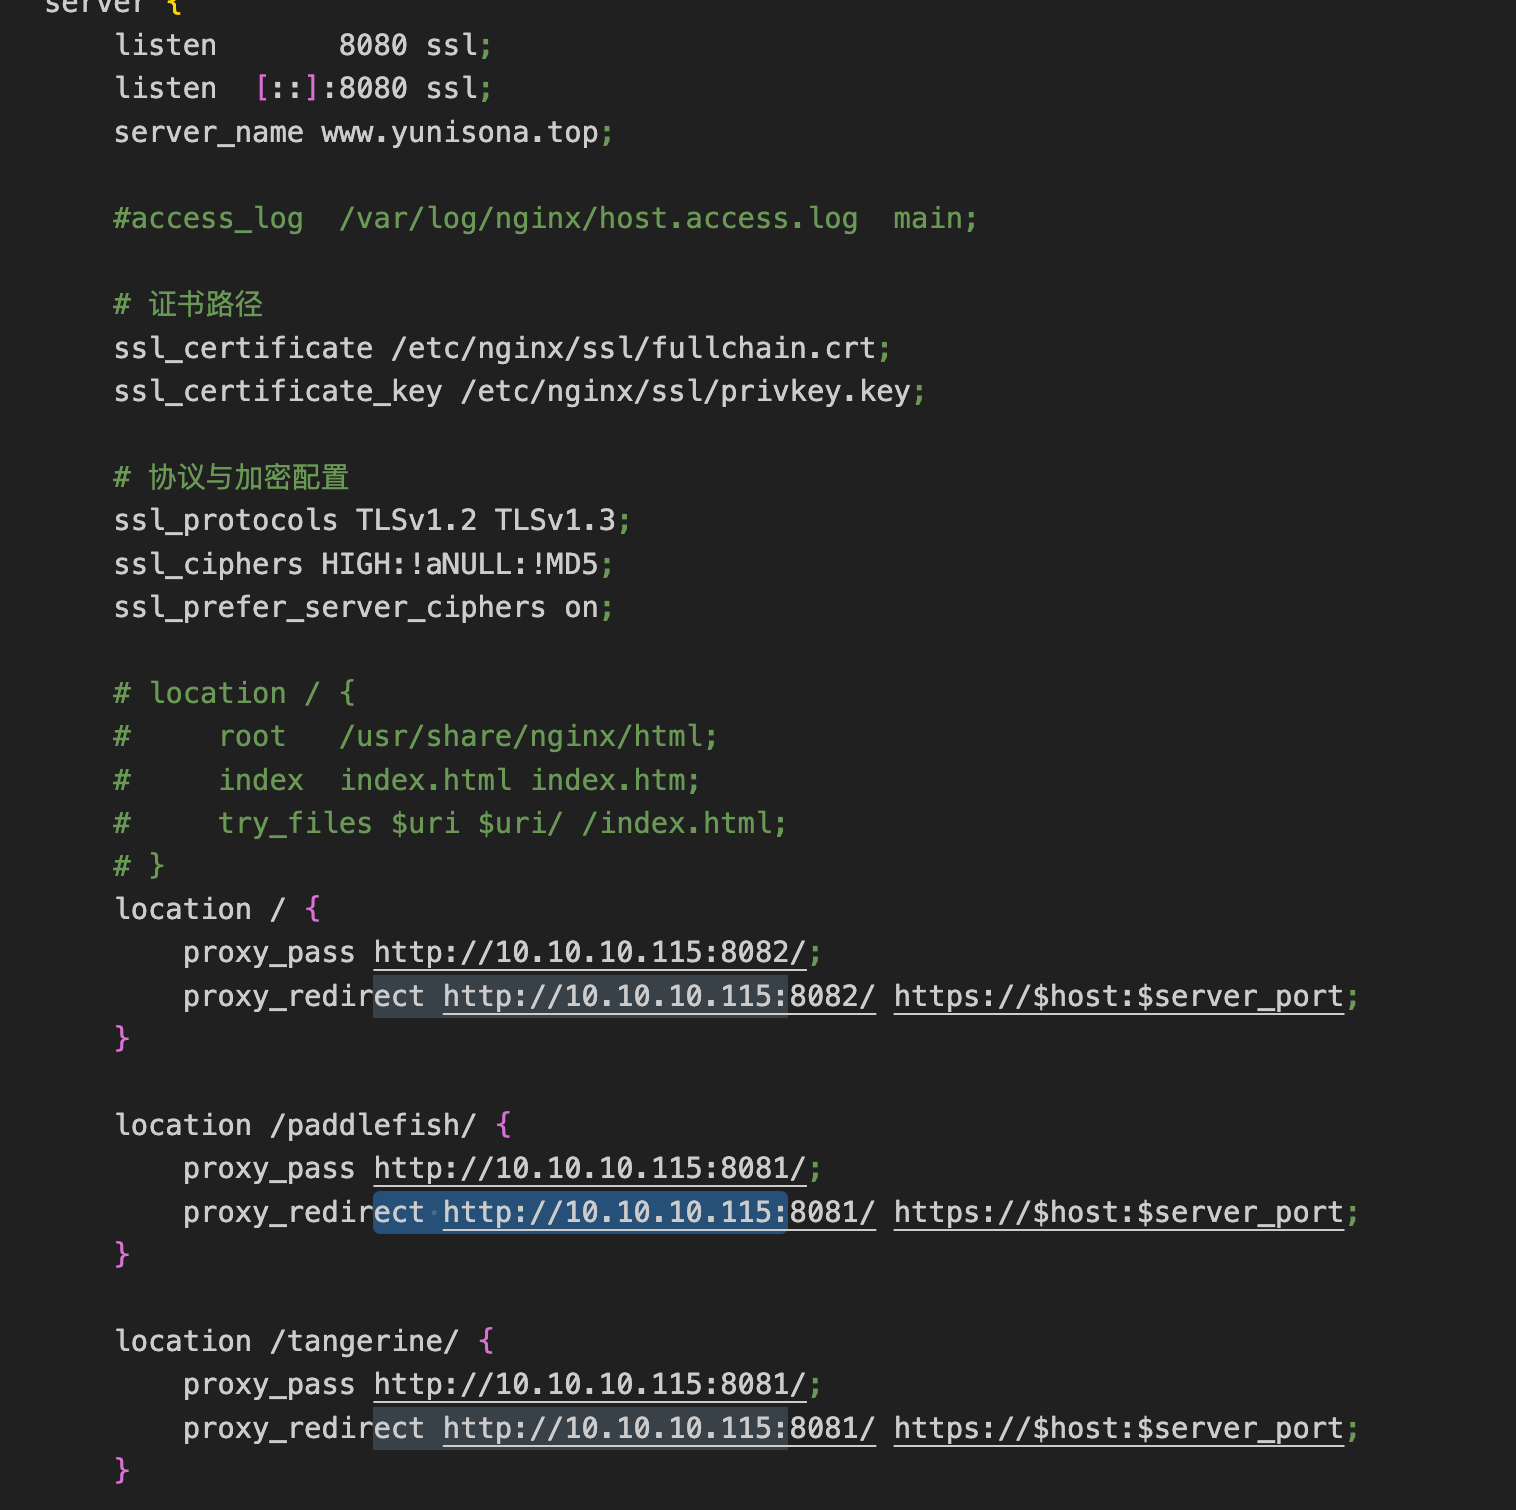 server {
    listen       8080 ssl;
    listen  [::]:8080 ssl;
    server_name www.yunisona.top;

    #access_log  /var/log/nginx/host.access.log  main;

    # 证书路径
    ssl_certificate /etc/nginx/ssl/fullchain.crt;
    ssl_certificate_key /etc/nginx/ssl/privkey.key;

    # 协议与加密配置
    ssl_protocols TLSv1.2 TLSv1.3;
    ssl_ciphers HIGH:!aNULL:!MD5;
    ssl_prefer_server_ciphers on;

    # location / {
    #     root   /usr/share/nginx/html;
    #     index  index.html index.htm;
    #     try_files $uri $uri/ /index.html;
    # }
    location / {
        proxy_pass http://10.10.10.115:8082/;
        proxy_redirect http://10.10.10.115:8082/ https://$host:$server_port;
    }

    location /paddlefish/ {
        proxy_pass http://10.10.10.115:8081/;
        proxy_redirect http://10.10.10.115:8081/ https://$host:$server_port;
    }

    location /tangerine/ {
        proxy_pass http://10.10.10.115:8081/;
        proxy_redirect http://10.10.10.115:8081/ https://$host:$server_port;
    }